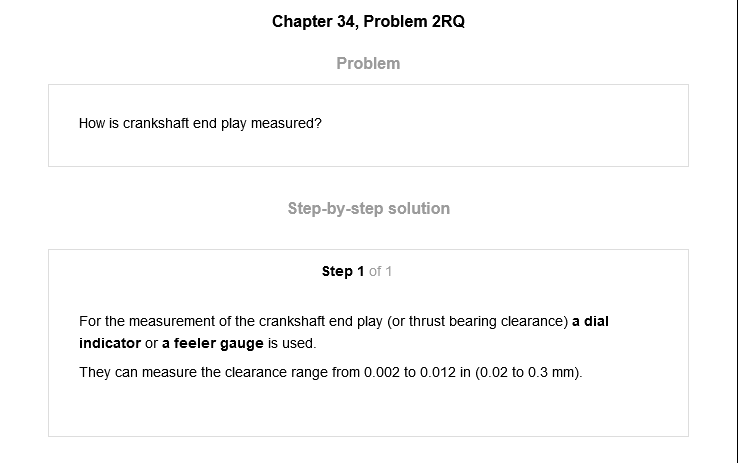 Chapter 34, Problem 2RQ
Problem
How is crankshaft end play measured?
Step-by-step solution
Step 1 of 1
For the measurement of the crankshaft end play (or thrust bearing clearance) a dial
indicator or a feeler gauge is used.
They can measure the clearance range from 0.002 to 0.012 in (0.02 to 0.3 mm).